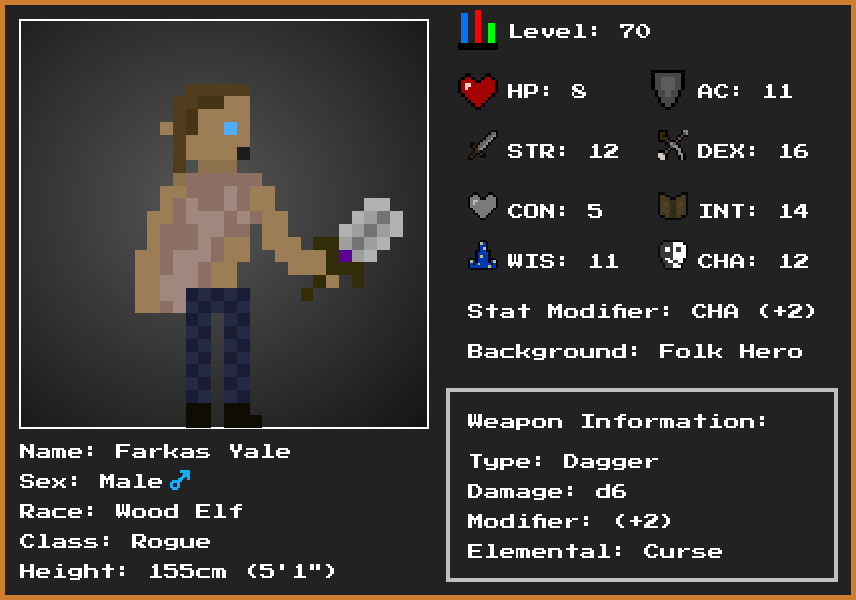 Level: 70
HP: 8
AC: 11
STR: 12
DEX: 16
CON: 5
INT: 14
WIS: 11
CHA: 12
Stat Modifier: CHA (+2)
Background: Folk Hero
Weapon Information:
Type: Dagger
Damage: d6
Modifier: (+2)
Elemental: Curse
Name: Farkas Yale
Sex: Male♂
Race: Wood Elf
Class: Rogue
Height: 155cm (5'1")